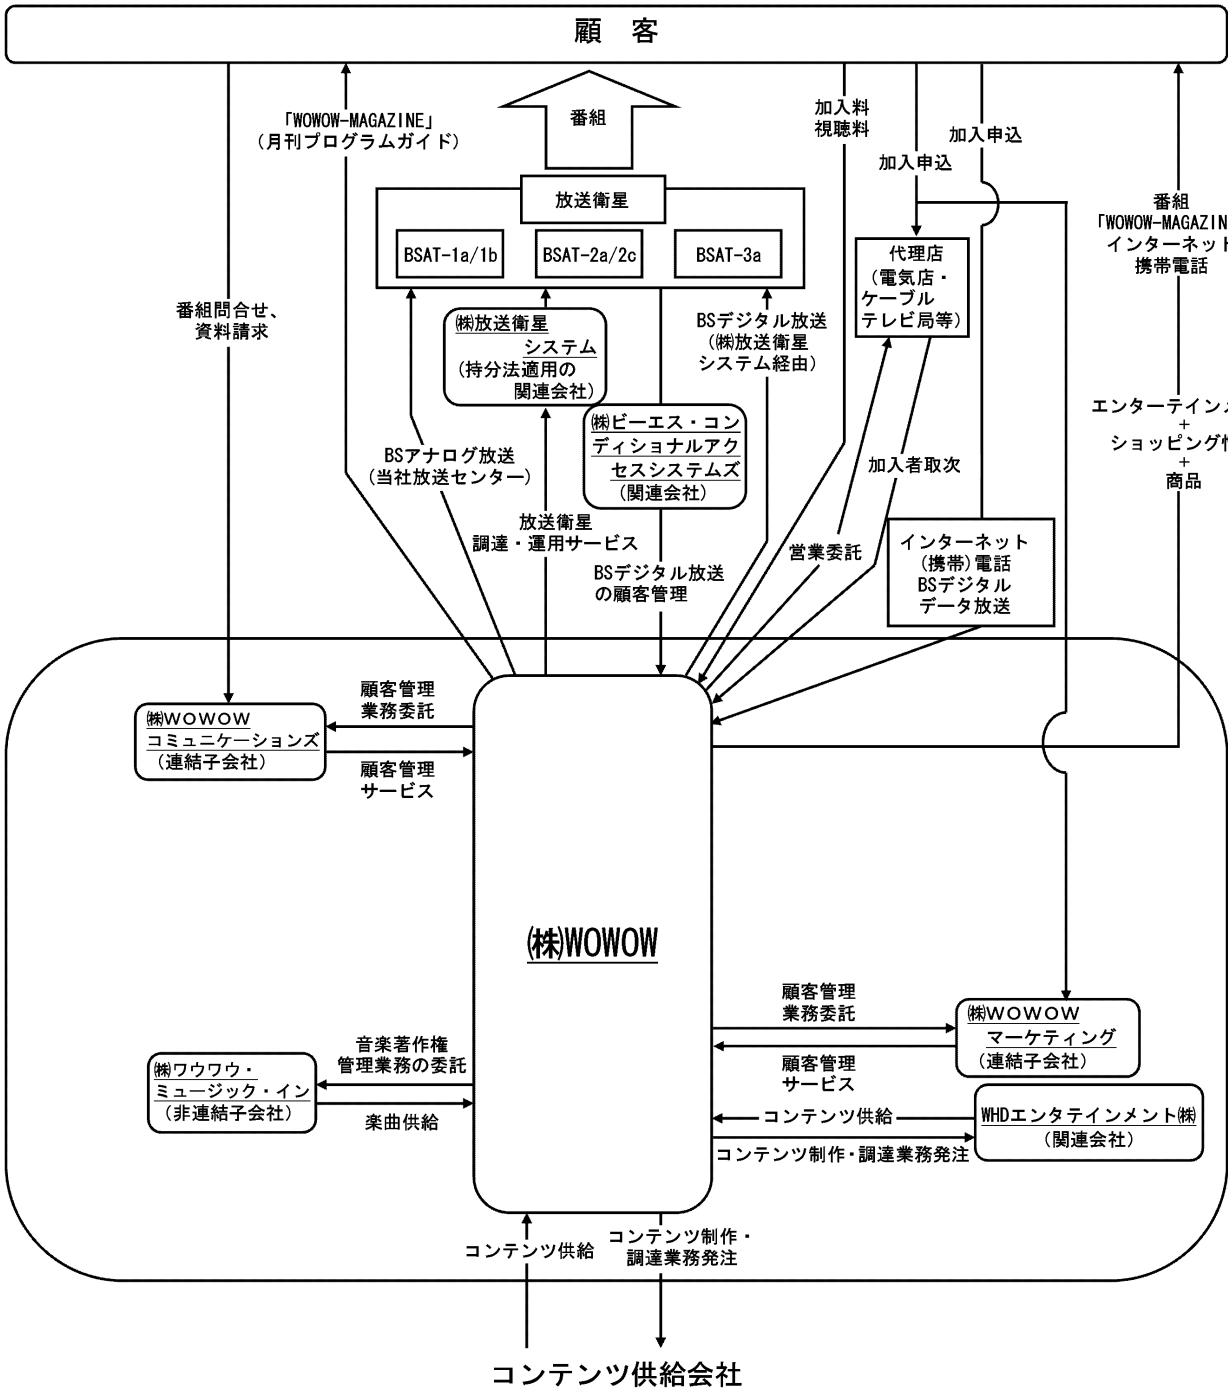 顧　客
「WOWOW-MAGAZINE」
(月刊プログラムガイド)
番組
加入料
視聴料
加入申込
加入申込
放送衛星
BSAT-1a/1b
BSAT-2a/2c
BSAT-3a
代理店
(電気店・
ケーブル
テレビ局等)
番組
「WOWOW-MAGAZIN
インターネット
携帯電話
番組問合せ、
資料請求
㈱放送衛星
システム
(持分法適用の
関連会社)
BSデジタル放送
(㈱放送衛星
システム経由)
㈱ビーエス・コン
ディショナルアク
セスシステムズ
(関連会社)
エンターテインメ
+
ショッピング情
+
商品
BSアナログ放送
(当社放送センター)
加入者取次
放送衛星
調達・運用サービス
営業委託
インターネット
(携帯)電話
BSデジタル
データ放送
BSデジタル放送
の顧客管理
㈱WOWOW
コミュニケーションズ
(連結子会社)
顧客管理
業務委託
顧客管理
サービス
㈱WOWOW
顧客管理
業務委託
顧客管理
サービス
㈱WOWOW
マーケティング
(連結子会社)
㈱ワウワウ・
ミュージック・イン
(非連結子会社)
音楽著作権
管理業務の委託
楽曲供給
コンテンツ供給
コンテンツ制作・調達業務発注
WHDエンタテインメント㈱
(関連会社)
コンテンツ供給
コンテンツ制作・
調達業務発注
コンテンツ供給会社